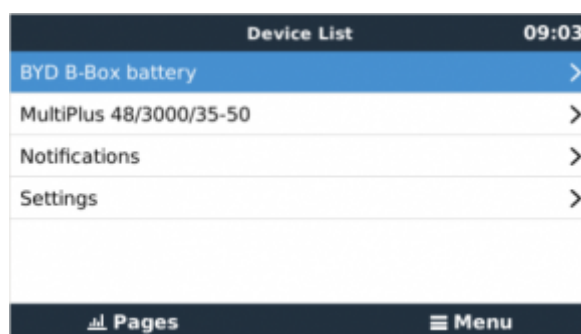 Device List 09:03
BYD B-Box battery
MultiPlus 48/3000/35-50
Notifications
Settings
Pages Menu